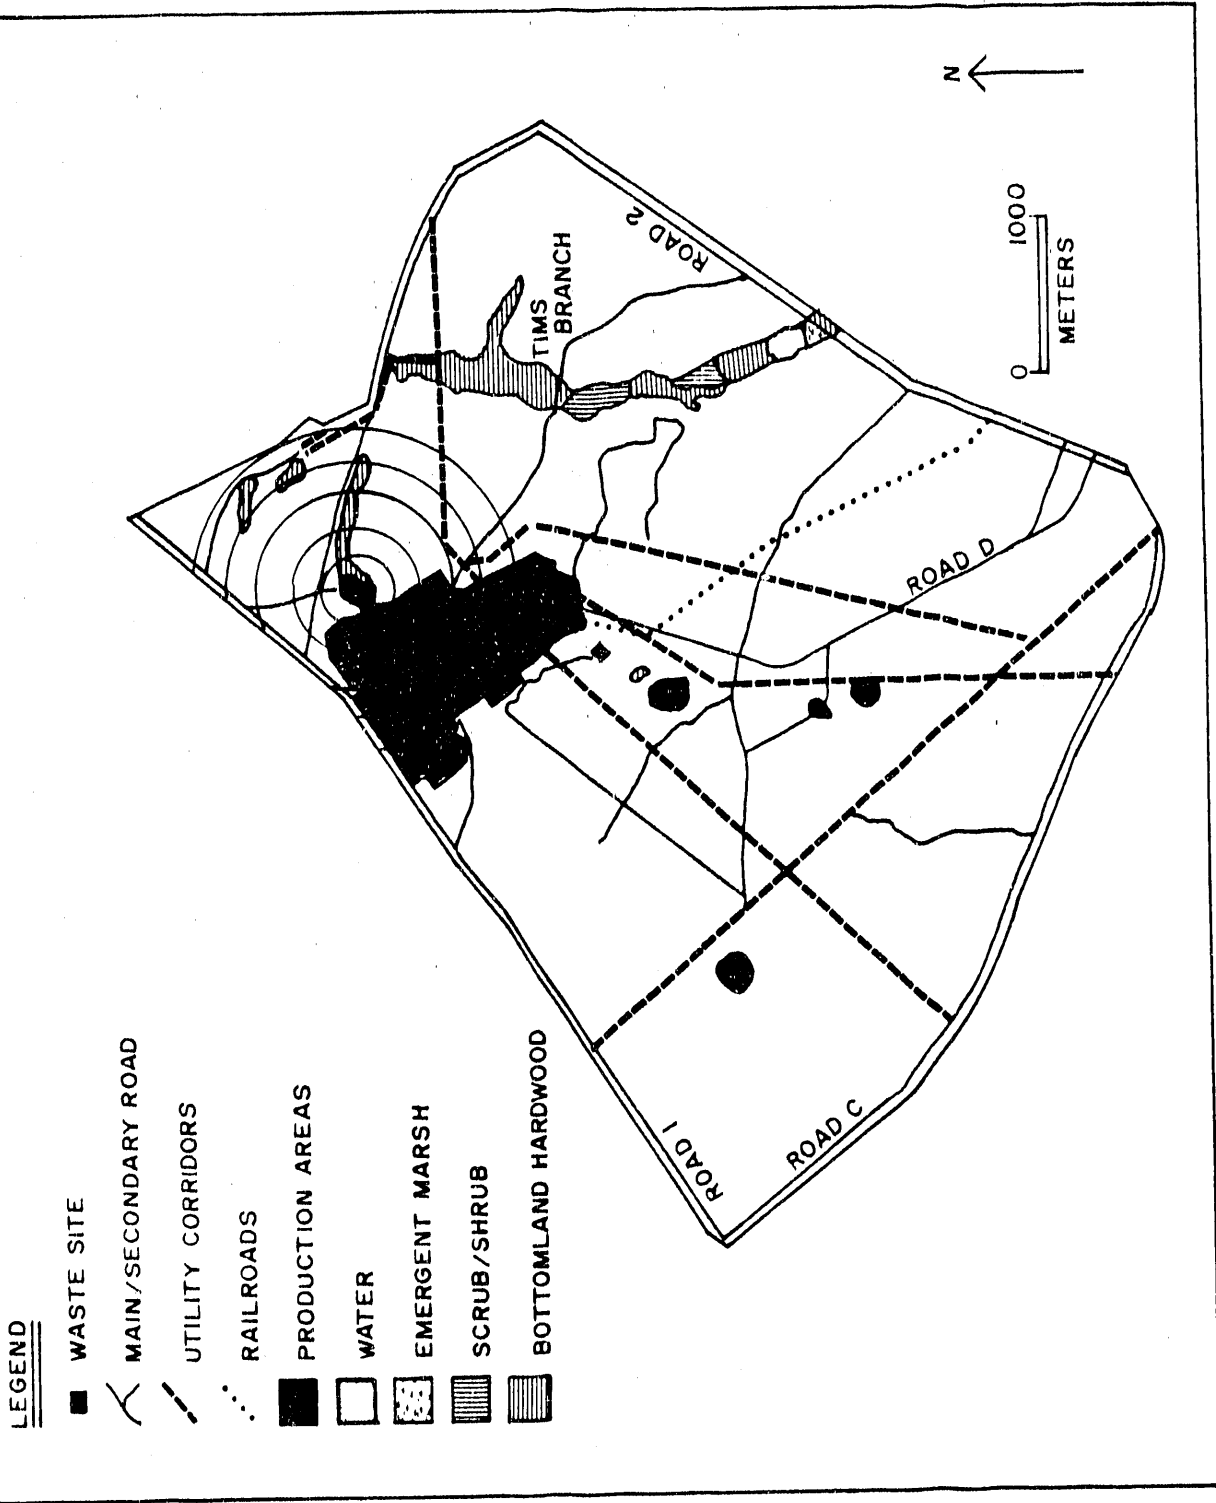 LEGEND
WASTE SITE
MAIN/SECONDARY ROAD
UTILITY CORRIDORS
RAILROADS
PRODUCTION AREAS
WATER
EMERGENT MARSH
SCRUB/SHRUB
BOTTOMLAND HARDWOOD
ROAD 1
ROAD C
ROAD D
ROAD 2
TIMS
BRANCH
N
0 1000
METERS